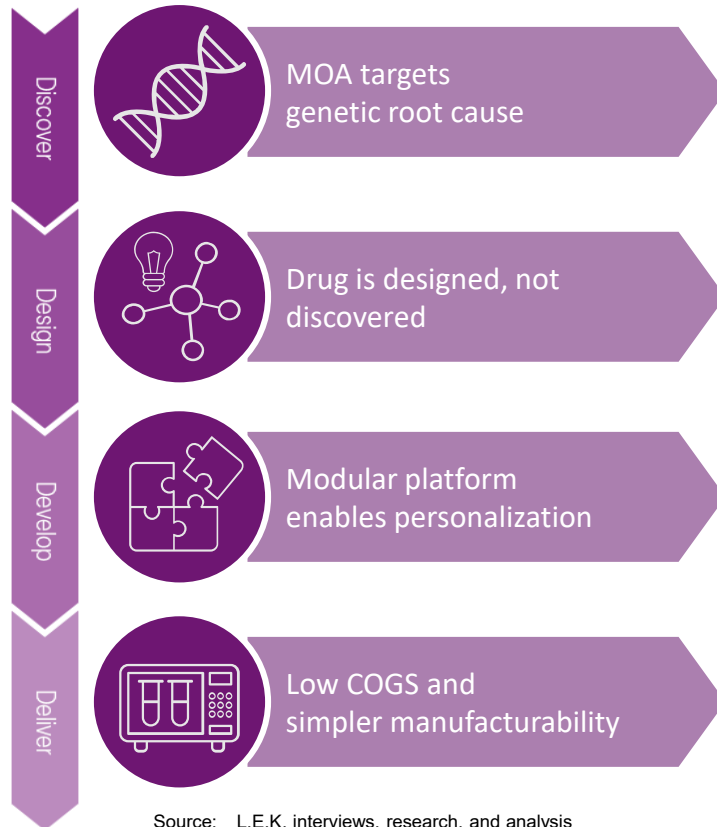 Discover
MOA targets
genetic root cause
Design
Drug is designed, not
discovered
Develop
Modular platform
enables personalization
Deliver
Low COGS and
simpler manufacturability
Source: L.E.K. interviews, research, and analysis